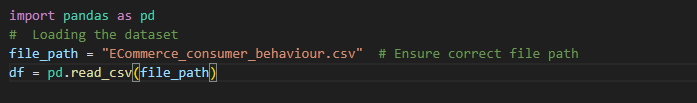 import pandas as pd
#  Loading the dataset
file_path = "ECommerce_consumer_behaviour.csv"  # Ensure correct file path
df = pd.read_csv(file_path)